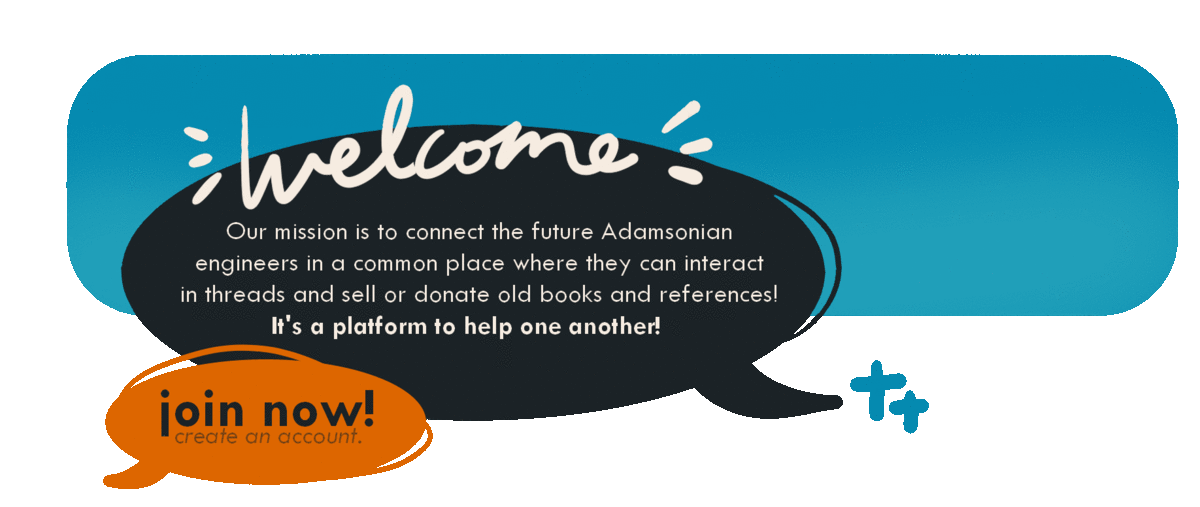 welcome
Our mission is to connect the future Adamsonian
engineers in a common place where they can interact
in threads and sell or donate old books and references!
It's a platform to help one another!
join now!
create an account.